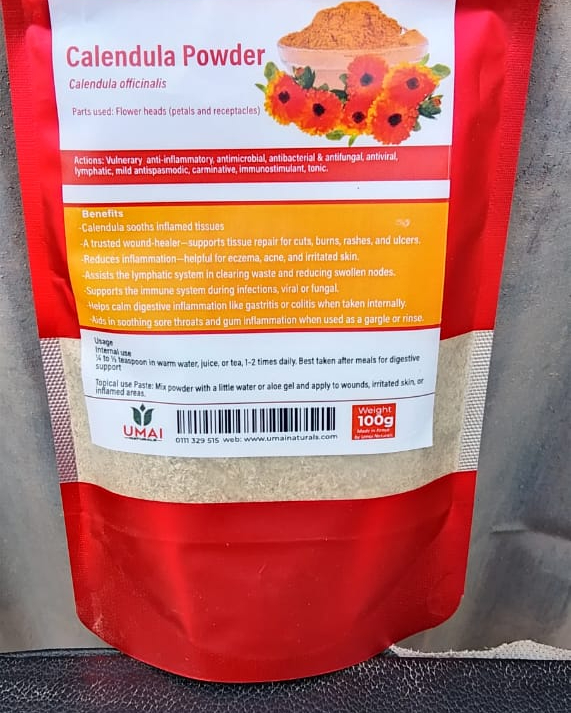 Calendula Powder
Calendula officinalis
Parts used: Flower heads (petals and receptacles)
Actions: Vulnerary anti-inflammatory, antimicrobial, antibacterial & antifungal, antiviral,
lymphatic, mild antispasmodic, carminative, immunostimulant, tonic.
Benefits
-Calendula sooths inflamed tissues
-A trusted wound-healer—supports tissue repair for cuts, burns, rashes, and ulcers.
-Reduces inflammation—helpful for eczema, acne, and irritated skin.
-Assists the lymphatic system in clearing waste and reducing swollen nodes.
-Supports the immune system during infections, viral or fungal.
-Helps calm digestive inflammation like gastritis or colitis when taken internally.
-Aids in soothing sore throats and gum inflammation when used as a gargle or rinse.
Usage
Internal use
¼ to ½ teaspoon in warm water, juice, or tea, 1-2 times daily. Best taken after meals for digestive
support
Topical use Paste: Mix powder with a little water or aloe gel and apply to wounds, irritated skin, or
inflamed areas.
UMAI
0111 329 515 web: www.umainaturals.com
Weight
100g
Made in Kenya
by Umai Naturals